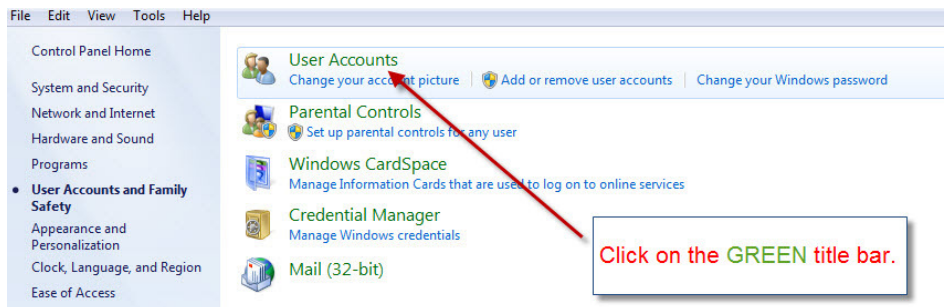 File Edit View Tools Help
Control Panel Home
System and Security
Network and Internet
Hardware and Sound
Programs
User Accounts and Family
Safety
Appearance and
Personalization
Clock, Language, and Region
Ease of Access
User Accounts
Change your account picture | Add or remove user accounts | Change your Windows password
Parental Controls
Set up parental controls for any user
Windows CardSpace
Manage Information Cards that are used to log on to online services
Credential Manager
Manage Windows credentials
Mail (32-bit)
Click on the GREEN title bar.